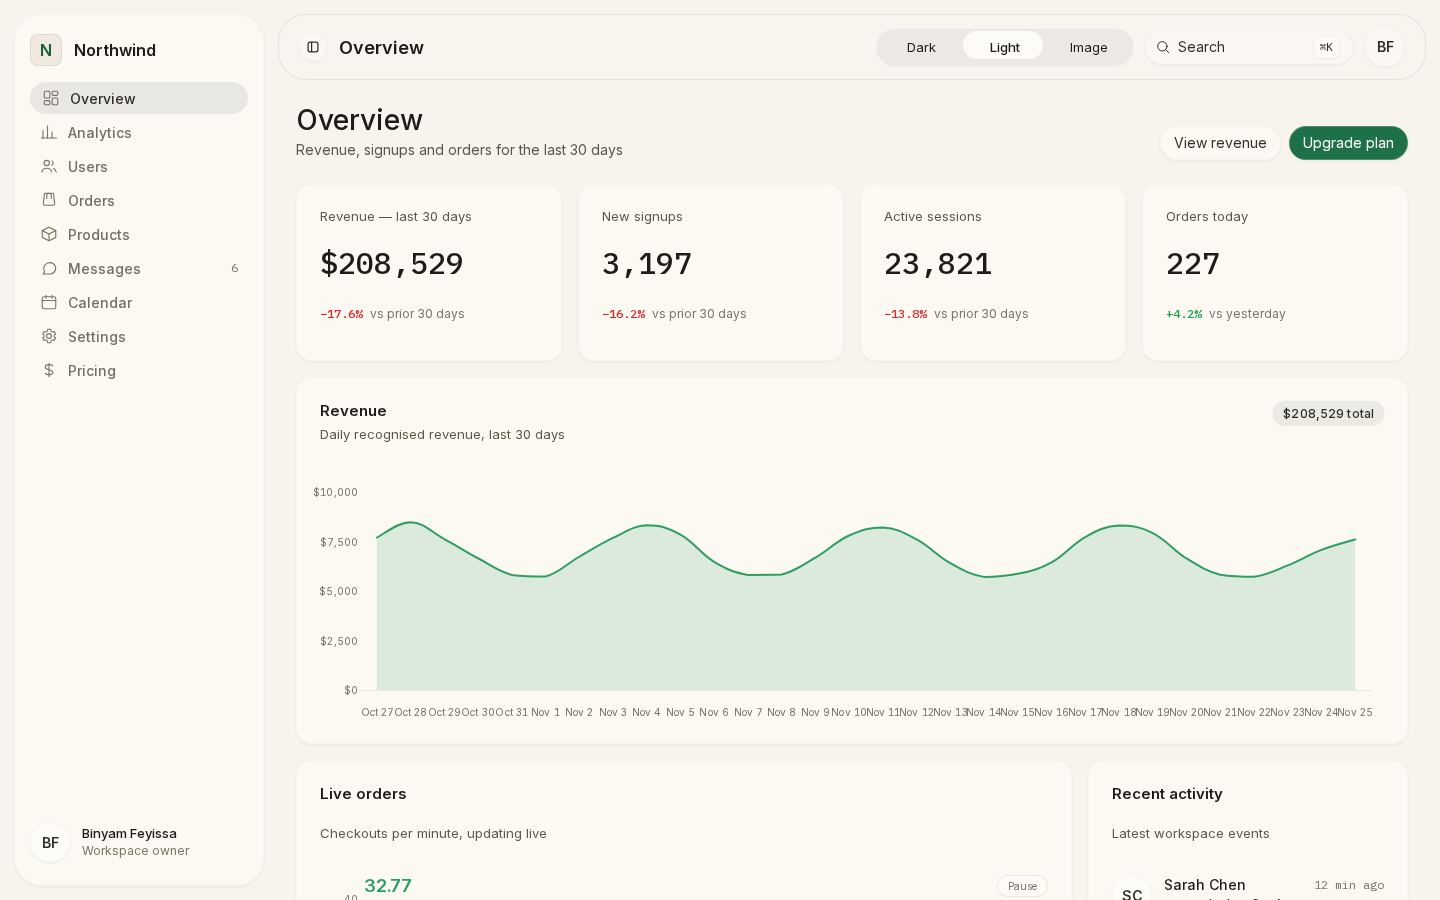 N Northwind
Overview
Analytics
Users
Orders
Products
Messages 6
Calendar
Settings
Pricing
BF Binyam Feyissa
Workspace owner
Overview
Dark Light Image
Search ⌘K
BF
Overview
Revenue, signups and orders for the last 30 days
View revenue
Upgrade plan
Revenue — last 30 days
$208,529
−17.6% vs prior 30 days
New signups
3,197
−16.2% vs prior 30 days
Active sessions
23,821
−13.8% vs prior 30 days
Orders today
227
+4.2% vs yesterday
Revenue
Daily recognised revenue, last 30 days
$208,529 total
$10,000
$7,500
$5,000
$2,500
$0
Oct 27 Oct 28 Oct 29 Oct 30 Oct 31 Nov 1 Nov 2 Nov 3 Nov 4 Nov 5 Nov 6 Nov 7 Nov 8 Nov 9 Nov 10 Nov 11 Nov 12 Nov 13 Nov 14 Nov 15 Nov 16 Nov 17 Nov 18 Nov 19 Nov 20 Nov 21 Nov 22 Nov 23 Nov 24 Nov 25
Live orders
Checkouts per minute, updating live
32.77
Pause
40
Recent activity
Latest workspace events
SC Sarah Chen 12 min ago